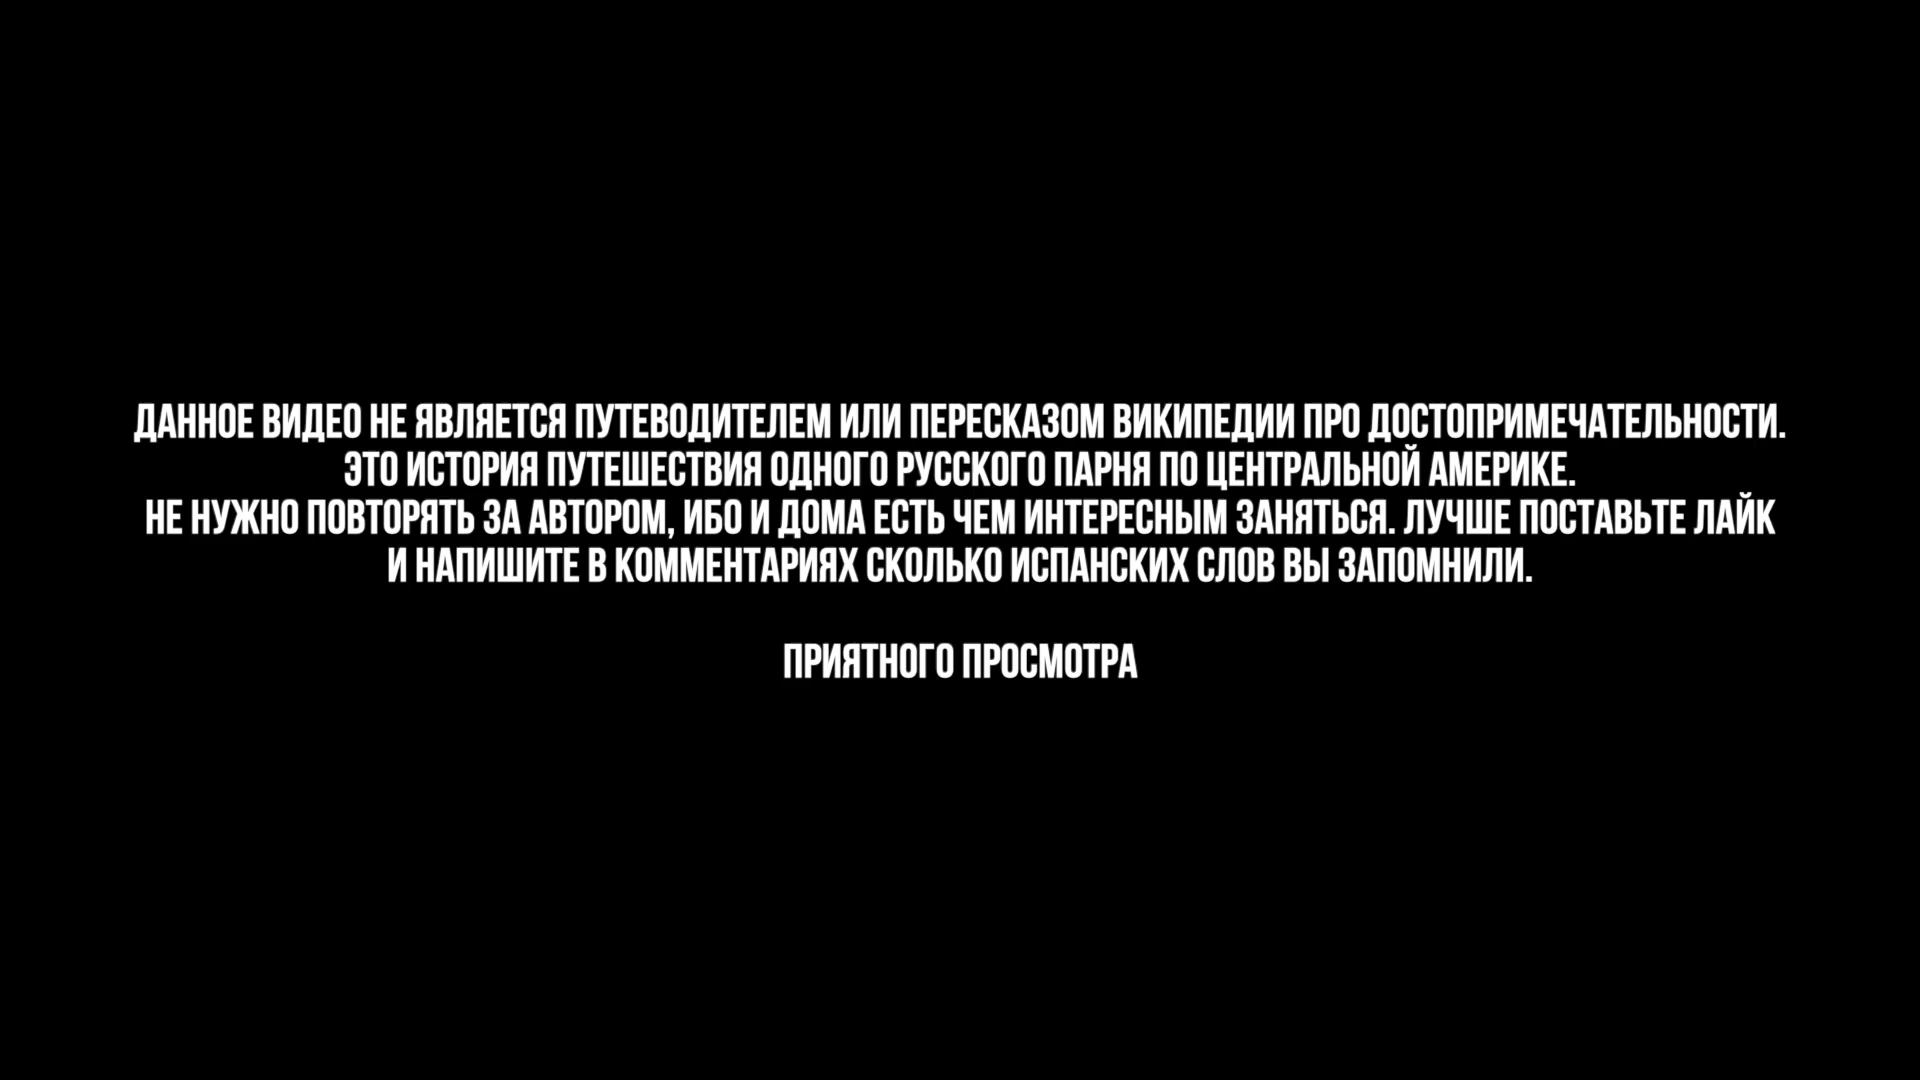 ДАННОЕ ВИДЕО НЕ ЯВЛЯЕТСЯ ПУТЕВОДИТЕЛЕМ ИЛИ ПЕРЕСКАЗОМ ВИКИПЕДИИ ПРО ДОСТОПРИМЕЧАТЕЛЬНОСТИ.
ЭТО ИСТОРИЯ ПУТЕШЕСТВИЯ ОДНОГО РУССКОГО ПАРНЯ ПО ЦЕНТРАЛЬНОЙ АМЕРИКЕ.
НЕ НУЖНО ПОВТОРЯТЬ ЗА АВТОРОМ, ИБО И ДОМА ЕСТЬ ЧЕМ ИНТЕРЕСНЫМ ЗАНЯТЬСЯ. ЛУЧШЕ ПОСТАВЬТЕ ЛАЙК
И НАПИШИТЕ В КОММЕНТАРИЯХ СКОЛЬКО ИСПАНСКИХ СЛОВ ВЫ ЗАПОМНИЛИ.
ПРИЯТНОГО ПРОСМОТРА